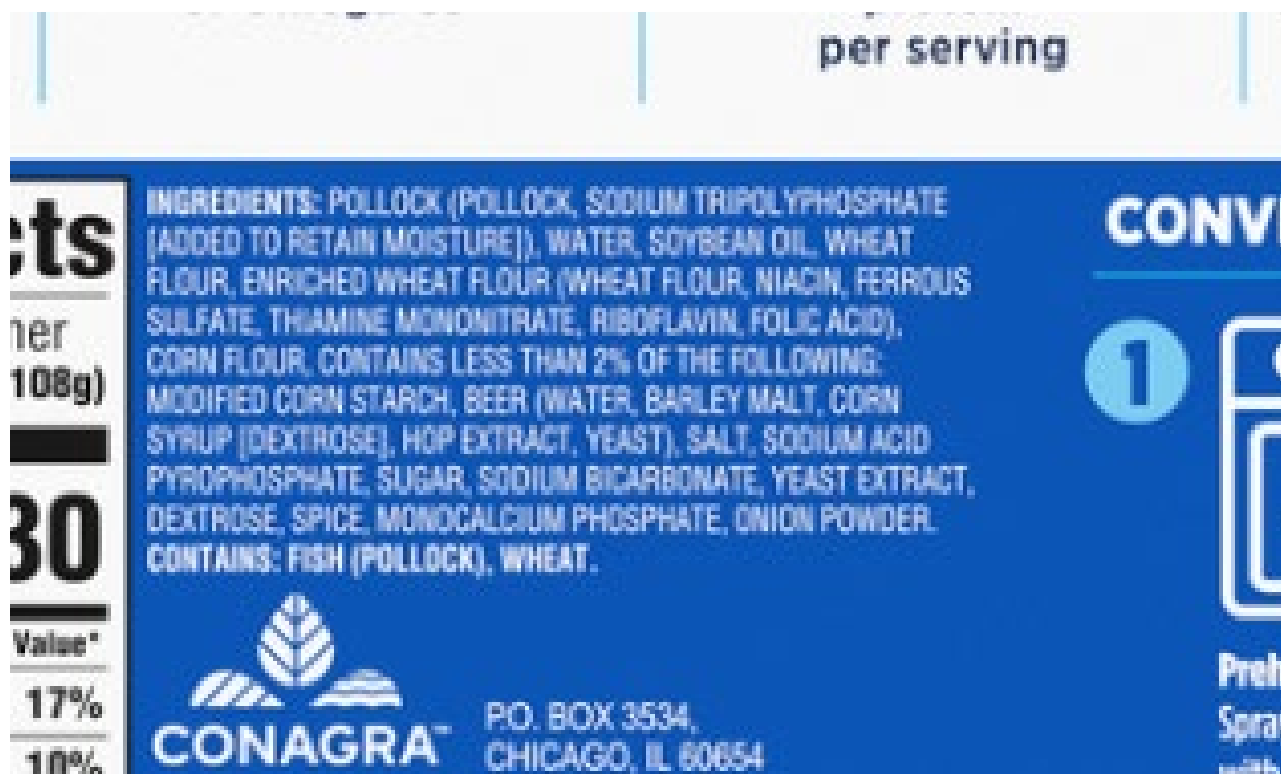 per serving
cts
INGREDIENTS: POLLOCK (POLLOCK, SODIUM TRIPOLYPHOSPHATE
[ADDED TO RETAIN MOISTURE]), WATER, SOYBEAN OIL, WHEAT
FLOUR, ENRICHED WHEAT FLOUR (WHEAT FLOUR, NIACIN, FERROUS
SULFATE, THIAMINE MONONITRATE, RIBOFLAVIN, FOLIC ACID),
CORN FLOUR, CONTAINS LESS THAN 2% OF THE FOLLOWING:
MODIFIED CORN STARCH, BEER (WATER, BARLEY MALT, CORN
SYRUP [DEXTROSE], HOP EXTRACT, YEAST), SALT, SODIUM ACID
PYROPHOSPHATE, SUGAR, SODIUM BICARBONATE, YEAST EXTRACT,
DEXTROSE, SPICE, MONOCALCIUM PHOSPHATE, ONION POWDER.
CONTAINS: FISH (POLLOCK), WHEAT.
108g)
Value*
17%
10%
CONAGRA™
P.O. BOX 3534,
CHICAGO, IL 60654
CONV
1
Spra